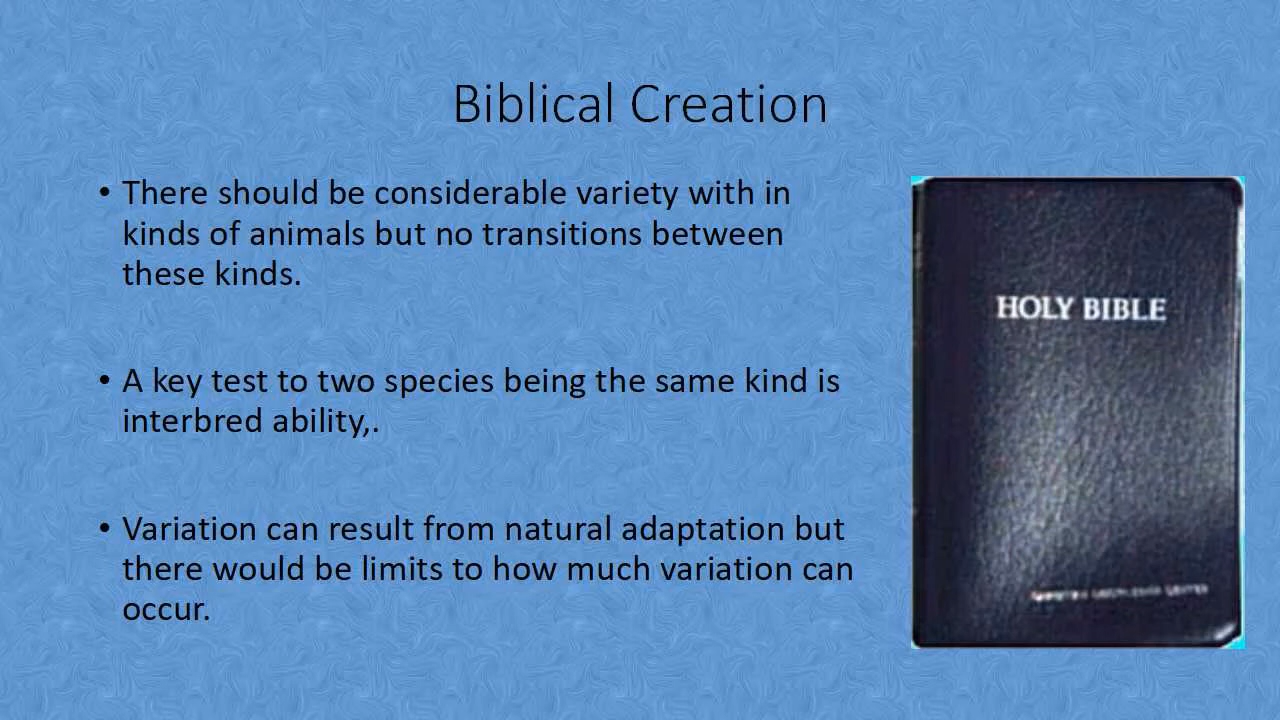 Biblical Creation
• There should be considerable variety with in
kinds of animals but no transitions between
these kinds.
• A key test to two species being the same kind is
interbred ability,.
• Variation can result from natural adaptation but
there would be limits to how much variation can
occur.
HOLY BIBLE